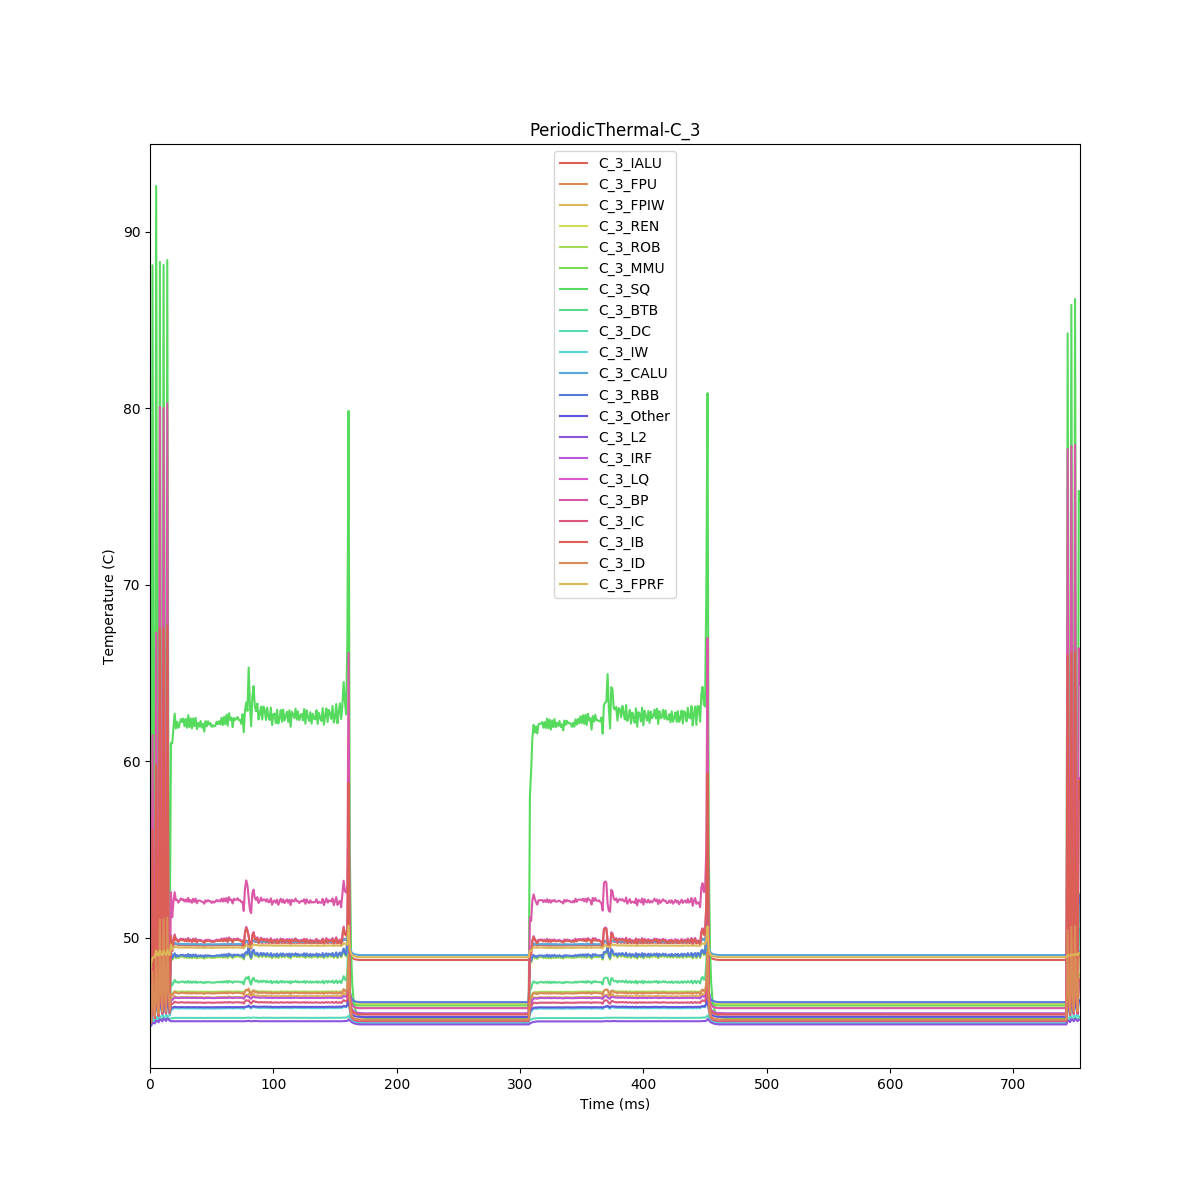 PeriodicThermal-C_3
C_3_IALU
C_3_FPU
C_3_FPIW
C_3_REN
C_3_ROB
C_3_MMU
C_3_SQ
C_3_BTB
C_3_DC
C_3_IW
C_3_CALU
C_3_RBB
C_3_Other
C_3_L2
C_3_IRF
C_3_LQ
C_3_BP
C_3_IC
C_3_IB
C_3_ID
C_3_FPRF
90
80
70
60
50
Temperature (C)
0 100 200 300 400 500 600 700
Time (ms)